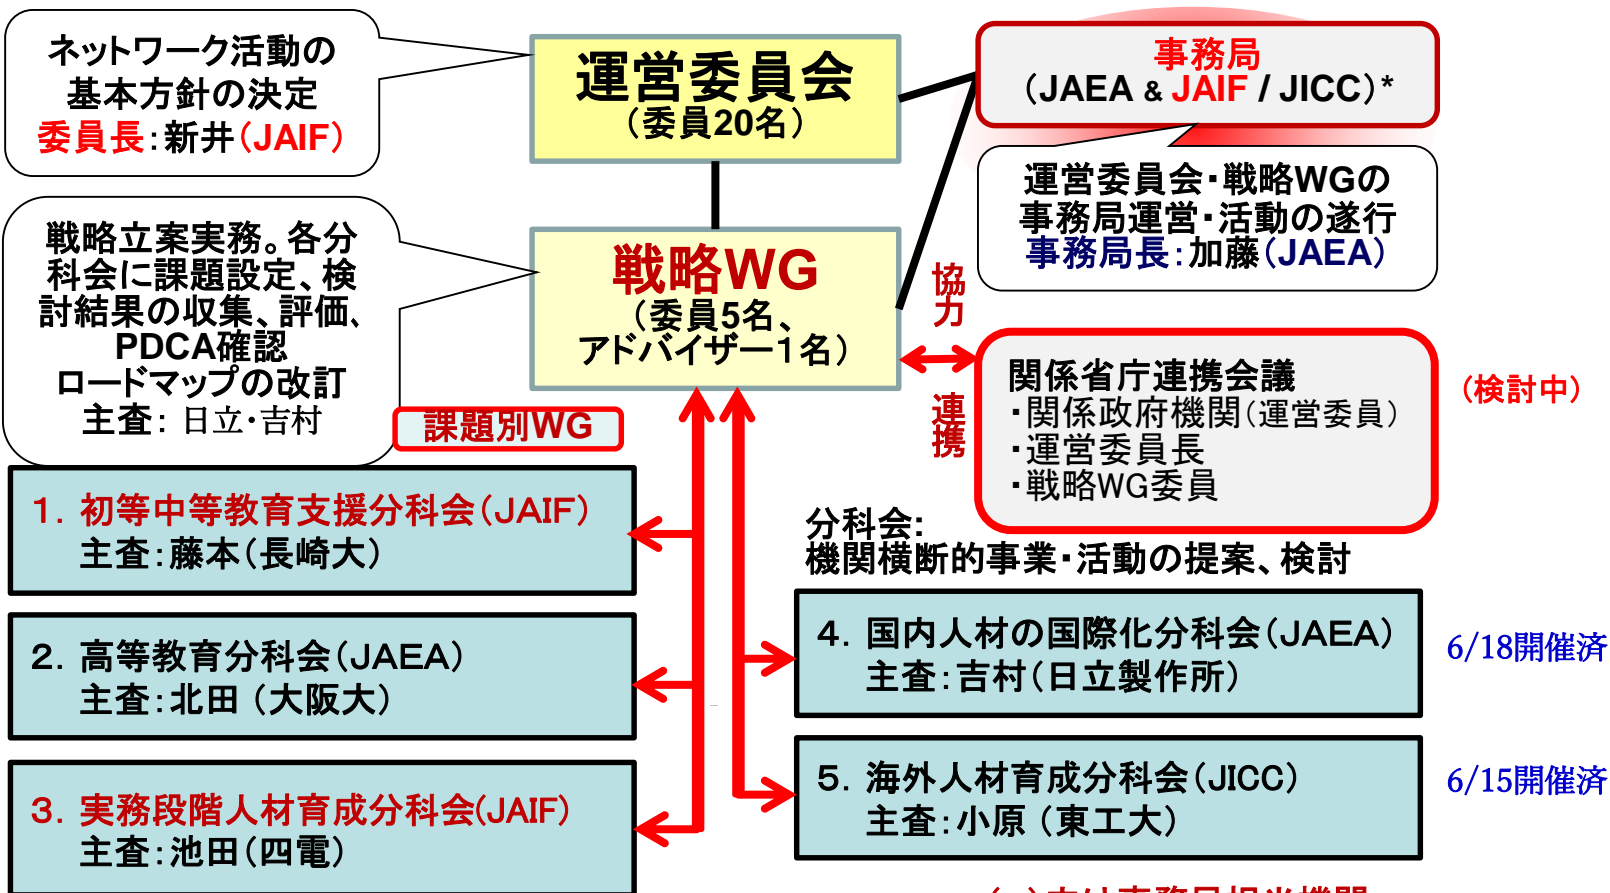 ネットワーク活動の
基本方針の決定
委員長：新井（JAIF）
運営委員会
（委員20名）
事務局
（JAEA & JAIF / JICC）*
運営委員会・戦略WGの
事務局運営・活動の遂行
事務局長：加藤（JAEA）
戦略立案実務。各分
科会に課題設定、検
討結果の収集、評価、
PDCA確認
ロードマップの改訂
主査： 日立・吉村
戦略WG
（委員5名、
アドバイザー１名）
協力
連携
関係省庁連携会議
・関係政府機関（運営委員）
・運営委員長
・戦略WG委員
（検討中）
課題別WG
１．初等中等教育支援分科会（JAIF）
主査：藤本（長崎大）
２．高等教育分科会（JAEA）
主査：北田（大阪大）
３．実務段階人材育成分科会(JAIF）
主査：池田（四電）
分科会：
機関横断的事業・活動の提案、検討
４．国内人材の国際化分科会（JAEA）
主査：吉村（日立製作所）
6/18開催済
５．海外人材育成分科会（JICC）
主査：小原（東工大）
6/15開催済